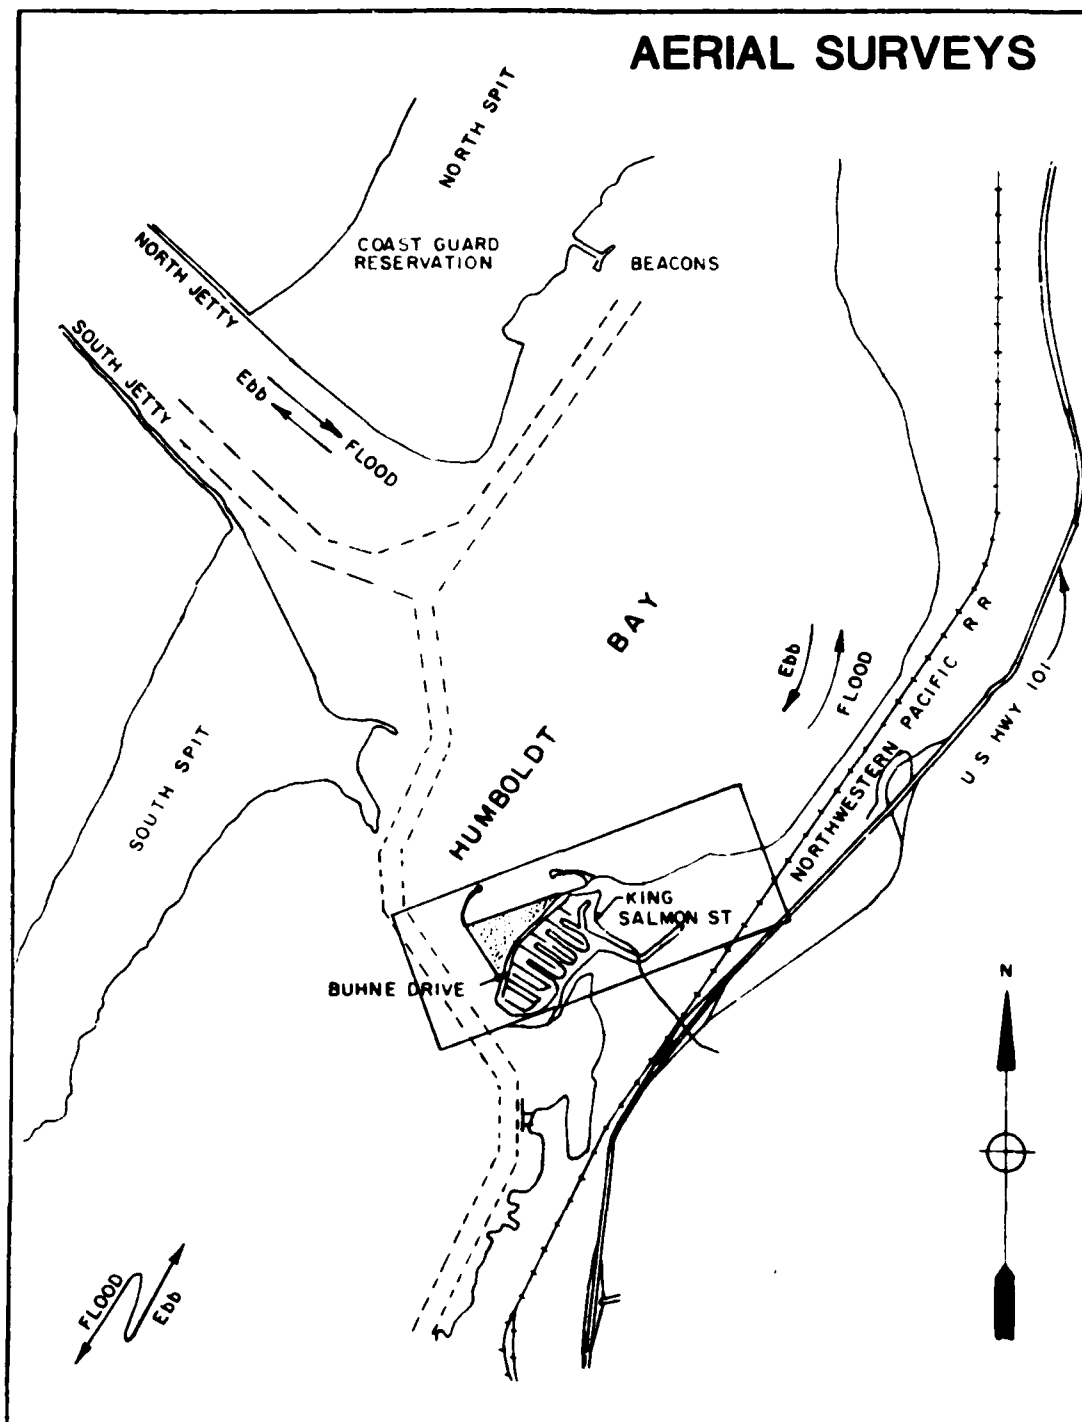 AERIAL SURVEYS
NORTH SPIT
COAST GUARD
RESERVATION
BEACONS
NORTH JETTY
SOUTH JETTY
Ebb
FLOOD
BAY
HUMBOLDT
Ebb
FLOOD
NORTHWESTERN PACIFIC RR
U S HWY 101
SOUTH SPIT
KING
SALMON ST
BUHNE DRIVE
N
FLOOD
Ebb